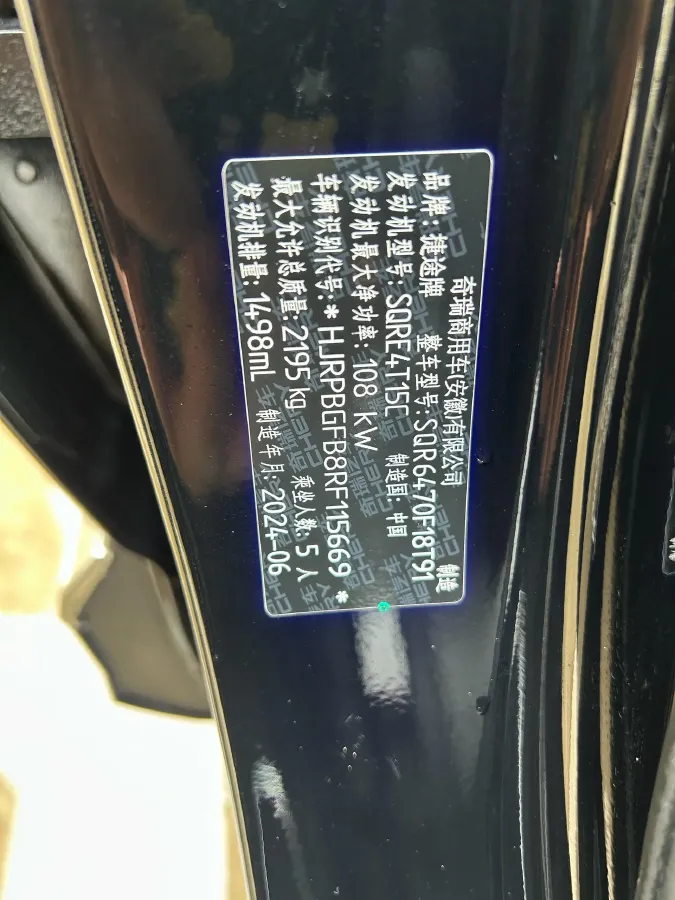 奇瑞商用车(安徽)有限公司 制造
品牌:捷途牌 整车型号:SQR6470F18T91
发动机型号:SQRE4T15C 制造国:中国
发动机最大净功率:108 kW
车辆识别代号:*HJRPBGFB8RF115669*
最大允许总质量:2195 kg 乘坐人数:5 人
发动机排量:1498mL 制造年月:2024-06